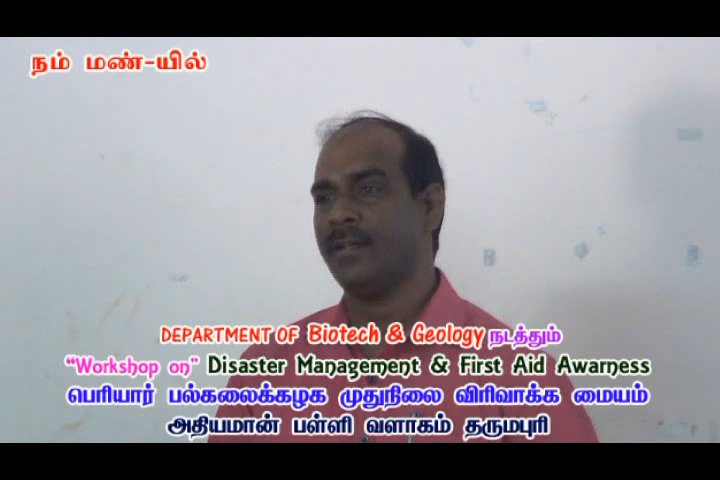 நம் மண்-யில்
DEPARTMENT OF Biotech & Geology நடத்தும்
“Workshop on” Disaster Management & First Aid Awarness
பெரியார் பல்கலைக்கழக முதுநிலை விரிவாக்க மையம்
அதியமான் பள்ளி வளாகம் தருமபுரி